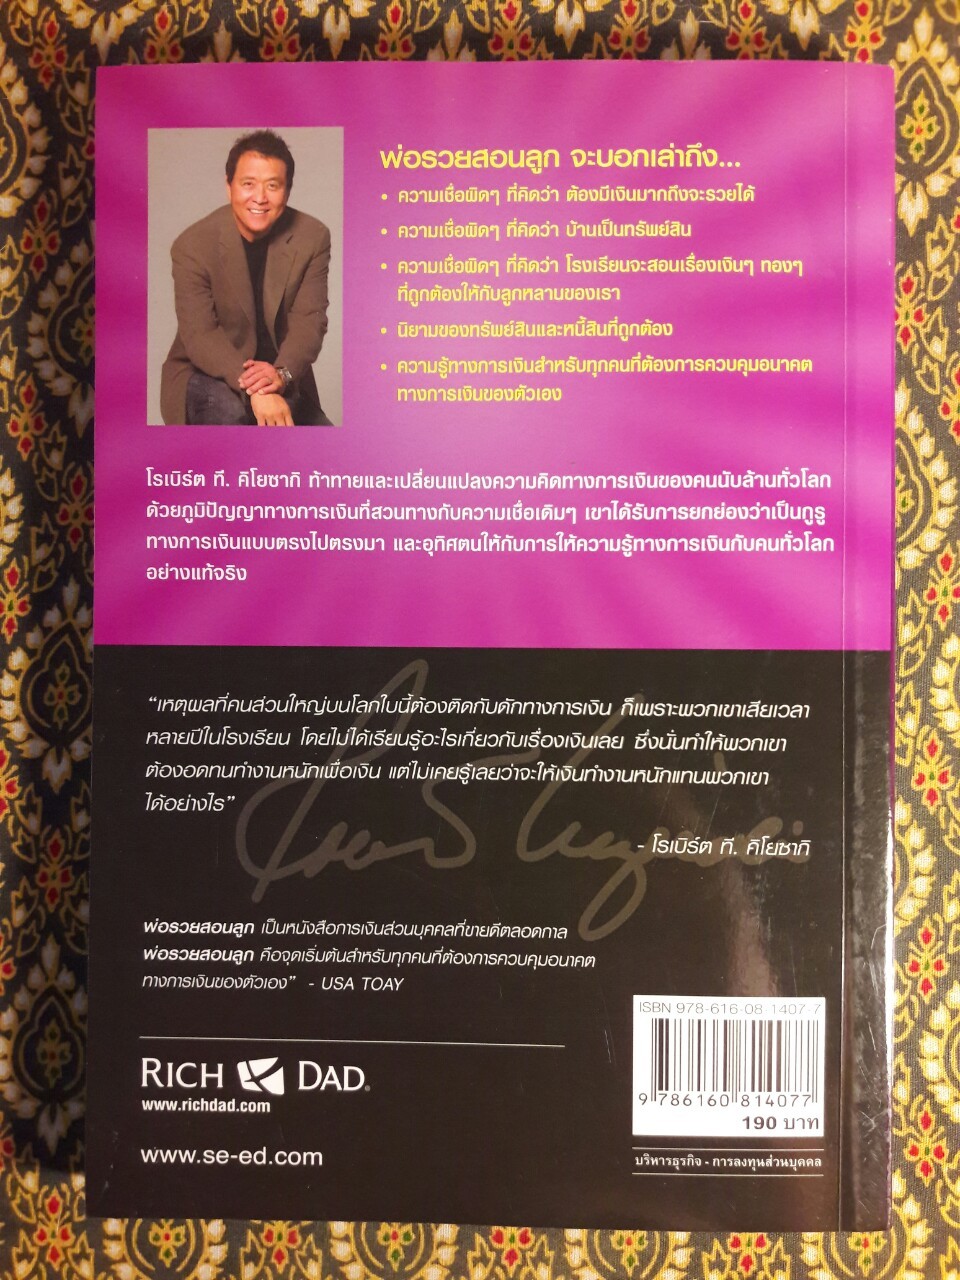 พ่อรวยสอนลูก จะบอกเล่าถึง...
• ความเชื่อผิดๆ ที่คิดว่า ต้องมีเงินมากถึงจะรวยได้
• ความเชื่อผิดๆ ที่คิดว่า บ้านเป็นทรัพย์สิน
• ความเชื่อผิดๆ ที่คิดว่า โรงเรียนจะสอนเรื่องเงินๆ ทองๆ
ที่ถูกต้องให้กับลูกหลานของเรา
• นิยามของทรัพย์สินและหนี้สินที่ถูกต้อง
• ความรู้ทางการเงินสำหรับทุกคนที่ต้องการควบคุมอนาคต
ทางการเงินของตัวเอง
โรเบิร์ต ที. คิโยซากิ ท้าทายและเปลี่ยนแปลงความคิดทางการเงินของคนนับล้านทั่วโลก
ด้วยภูมิปัญญาทางการเงินที่สวนทางกับความเชื่อเดิมๆ เขาได้รับการยกย่องว่าเป็นกูรู
ทางการเงินแบบตรงไปตรงมา และอุทิศตนให้กับการให้ความรู้ทางการเงินกับคนทั่วโลก
อย่างแท้จริง
“เหตุผลที่คนส่วนใหญ่บนโลกใบนี้ต้องติดกับดักทางการเงิน ก็เพราะพวกเขาเสียเวลา
หลายปีในโรงเรียน โดยไม่ได้เรียนรู้อะไรเกี่ยวกับเรื่องเงินเลย ซึ่งนั่นทำให้พวกเขา
ต้องอดทนทำงานหนักเพื่อเงิน แต่ไม่เคยรู้เลยว่าจะให้เงินทำงานหนักแทนพวกเขา
ได้อย่างไร”
- โรเบิร์ต ที. คิโยซากิ
พ่อรวยสอนลูก เป็นหนังสือการเงินส่วนบุคคลที่ขายดีตลอดกาล
พ่อรวยสอนลูก คือจุดเริ่มต้นสำหรับทุกคนที่ต้องการควบคุมอนาคต
ทางการเงินของตัวเอง” - USA TOAY
RICH DAD®
www.richdad.com
www.se-ed.com
ISBN 978-616-08-1407-7
9 786160 814077
190 บาท
บริหารธุรกิจ - การลงทุนส่วนบุคคล